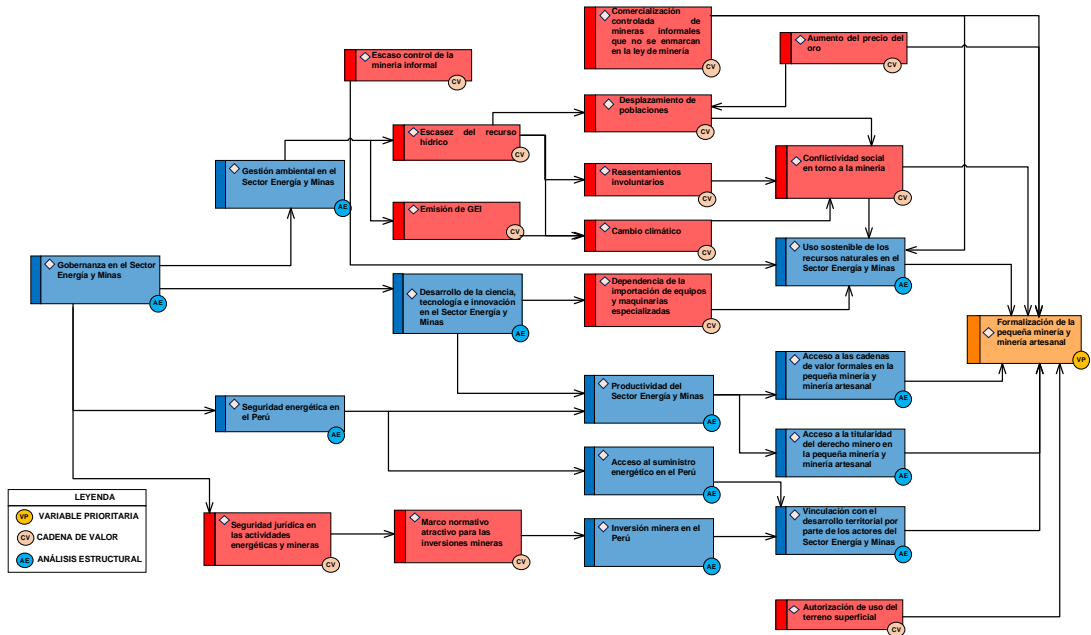 Comercialización
controlada de
mineras informales
que no se enmarcan
en la ley de minería
CV
Aumento del precio del
oro
CV
Escaso control de la
mineria informal
CV
Desplazamiento de
poblaciones
CV
Escasez del recurso
hídrico
CV
Gestión ambiental en el
Sector Energía y Minas
AE
Reasentamientos
involuntarios
CV
Conflictividad social
en torno a la minería
CV
Emisión de GEI
CV
Cambio climático
CV
Uso sostenible de los
recursos naturales en el
Sector Energía y Minas
AE
Gobernanza en el Sector
Energía y Minas
AE
Desarrollo de la ciencia,
tecnología e innovación
en el Sector Energía y
Minas
AE
Dependencia de la
importación de equipos
y maquinarias
especializadas
CV
Formalización de la
pequeña minería y
minería artesanal
VP
Acceso a las cadenas
de valor formales en la
pequeña minería y
minería artesanal
AE
Productividad del
Sector Energía y Minas
AE
Seguridad energética
en el Perú
AE
Acceso a la titularidad
del derecho minero en
la pequeña minería y
minería artesanal
AE
Acceso al suministro
energético en el Perú
AE
Vinculación con el
desarrollo territorial por
parte de los actores del
Sector Energía y Minas
AE
Inversión minera en el
Perú
AE
Marco normativo
atractivo para las
inversiones mineras
CV
Seguridad jurídica en
las actividades
energéticas y mineras
CV
Autorización de uso del
terreno superficial
CV
LEYENDA
VP VARIABLE PRIORITARIA
CV CADENA DE VALOR
AE ANÁLISIS ESTRUCTURAL